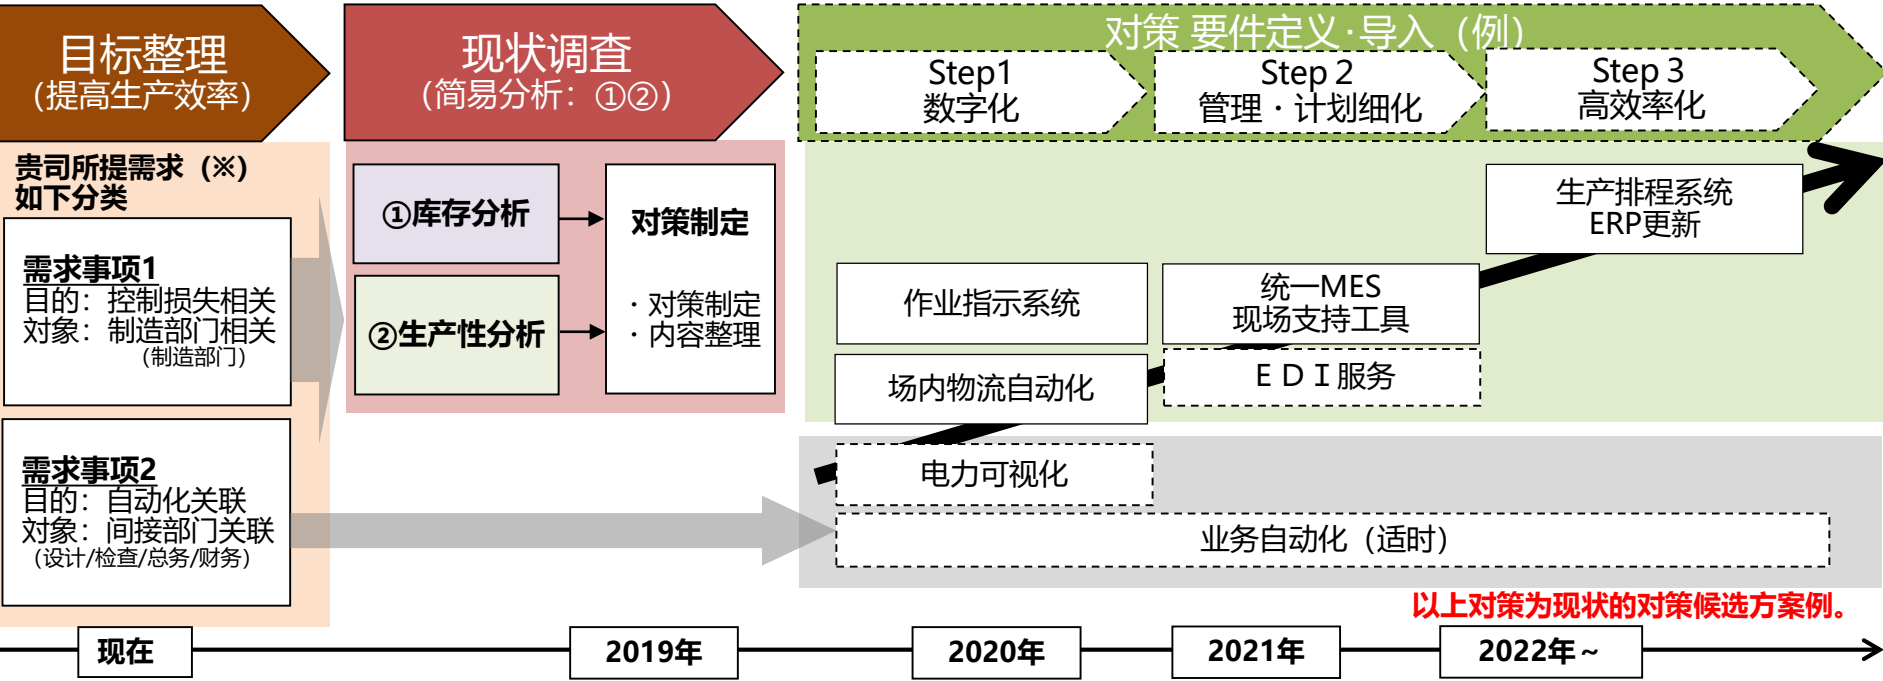 目标整理
（提高生产效率）
现状调查
（简易分析：①②）
对策 要件定义·导入（例）
Step1
数字化
Step 2
管理・计划细化
Step 3
高效率化
贵司所提需求（※）
如下分类
需求事项1
目的：控制损失相关
对象：制造部门相关
（制造部门）
需求事项2
目的：自动化关联
对象：间接部门关联
（设计/检查/总务/财务）
①库存分析
②生产性分析
对策制定
・对策制定
・内容整理
作业指示系统
场内物流自动化
统一MES
现场支持工具
ＥＤＩ服务
生产排程系统
ERP更新
电力可视化
业务自动化（适时）
以上对策为现状的对策候选方案例。
现在
2019年
2020年
2021年
2022年～